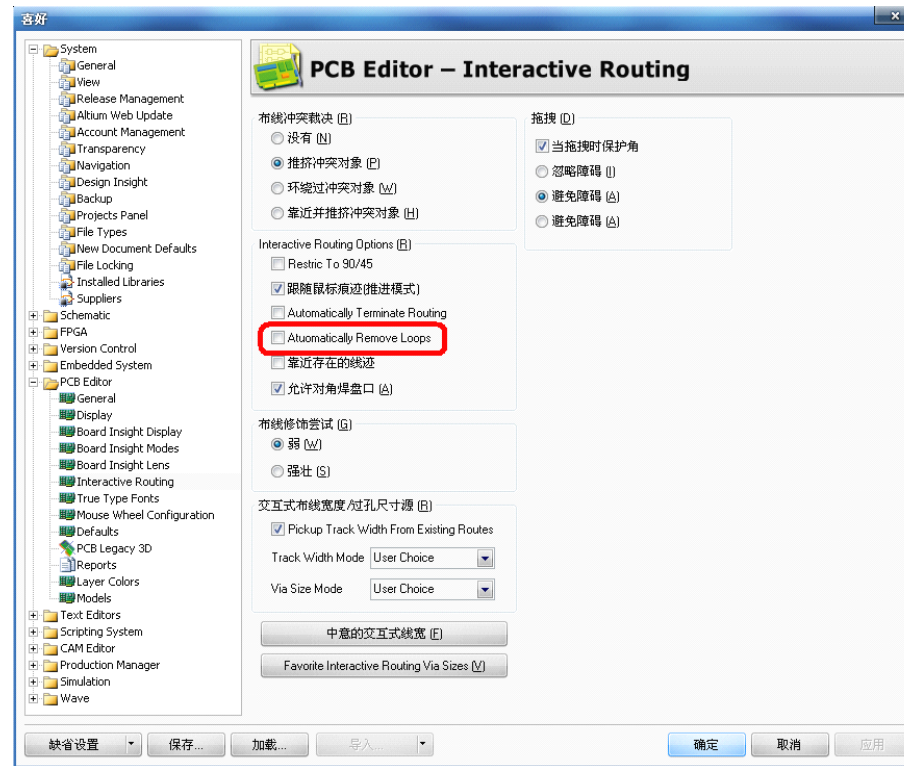 喜好
System
General
View
Release Management
Altium Web Update
Account Management
Transparency
Navigation
Design Insight
Backup
Projects Panel
File Types
New Document Defaults
File Locking
Installed Libraries
Suppliers
Schematic
FPGA
Version Control
Embedded System
PCB Editor
General
Display
Board Insight Display
Board Insight Modes
Board Insight Lens
Interactive Routing
True Type Fonts
Mouse Wheel Configuration
Defaults
PCB Legacy 3D
Reports
Layer Colors
Models
Text Editors
Scripting System
CAM Editor
Production Manager
Simulation
Wave
PCB Editor – Interactive Routing
布线冲突裁决 (R)
没有 (N)
推挤冲突对象 (P)
环绕过冲突对象 (W)
靠近并推挤冲突对象 (H)
Interactive Routing Options (R)
Restric To 90/45
跟随鼠标痕迹(推进模式)
Automatically Terminate Routing
Atuomatically Remove Loops
靠近存在的线迹
允许对角焊盘口 (A)
布线修饰尝试 (G)
弱 (W)
强壮 (S)
交互式布线宽度/过孔尺寸源 (R)
Pickup Track Width From Existing Routes
Track Width Mode User Choice
Via Size Mode User Choice
中意的交互式线宽 (F)
Favorite Interactive Routing Via Sizes (V)
拖拽 (D)
当拖拽时保护角
忽略障碍 (I)
避免障碍 (A)
避免障碍 (A)
缺省设置 保存... 加载... 导入... 确定 取消 应用